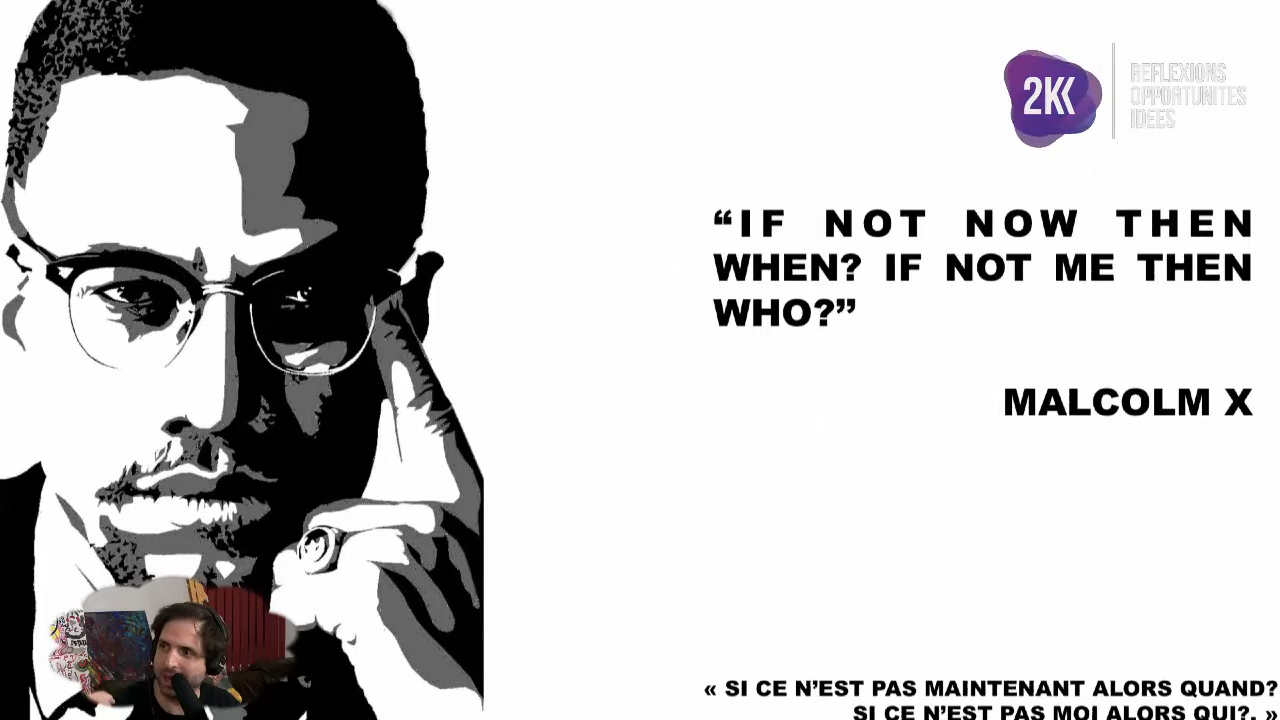 2K
REFLEXIONS
OPPORTUNITES
IDEES
“IF NOT NOW THEN
WHEN? IF NOT ME THEN
WHO?”
MALCOLM X
« SI CE N’EST PAS MAINTENANT ALORS QUAND?
SI CE N’EST PAS MOI ALORS QUI?. »